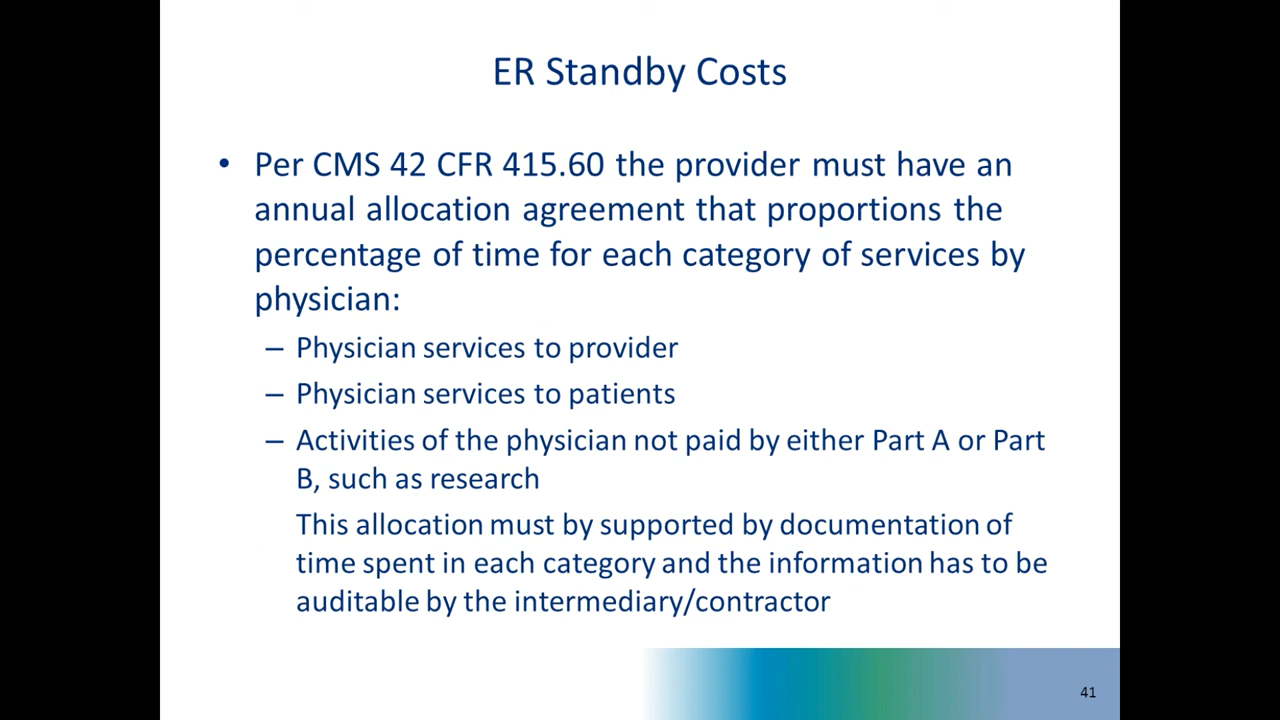 ER Standby Costs
• Per CMS 42 CFR 415.60 the provider must have an
annual allocation agreement that proportions the
percentage of time for each category of services by
physician:
– Physician services to provider
– Physician services to patients
– Activities of the physician not paid by either Part A or Part
B, such as research
This allocation must by supported by documentation of
time spent in each category and the information has to be
auditable by the intermediary/contractor
41